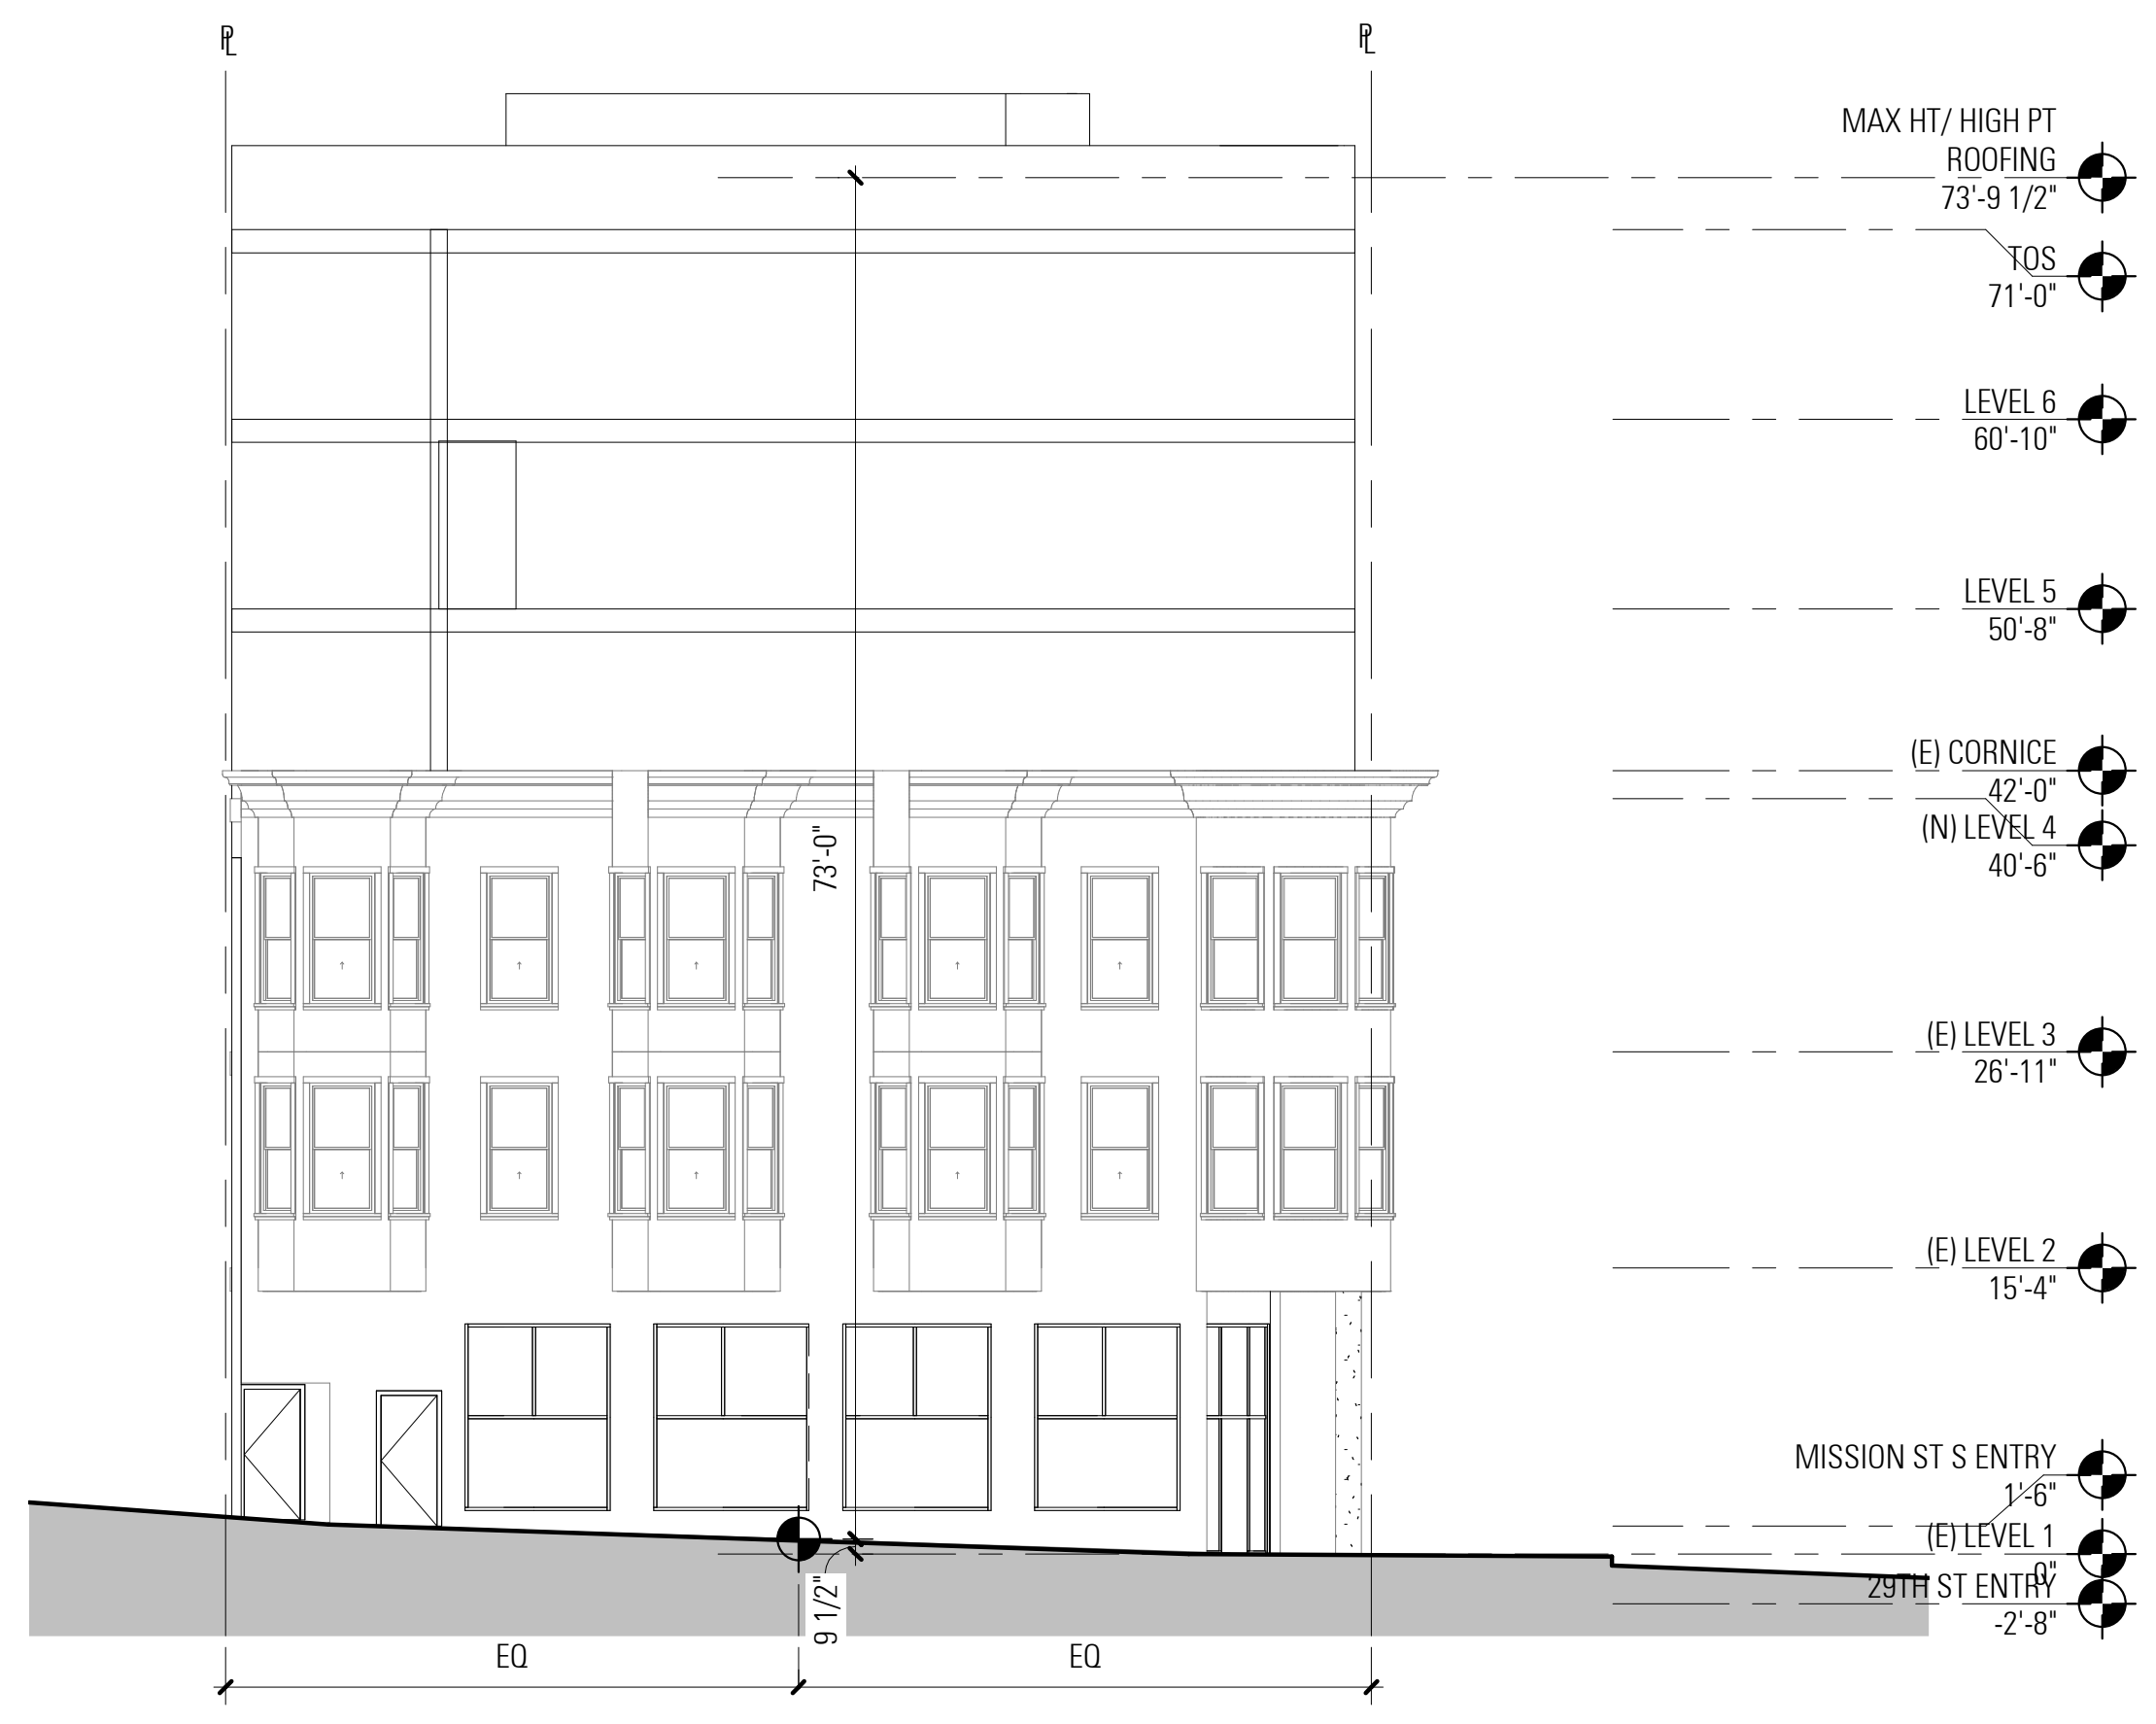 PL
PL
MAX HT/ HIGH PT
ROOFING
73'-9 1/2"
TOS
71'-0"
LEVEL 6
60'-10"
LEVEL 5
50'-8"
(E) CORNICE
42'-0"
(N) LEVEL 4
40'-6"
73'-0"
(E) LEVEL 3
26'-11"
(E) LEVEL 2
15'-4"
MISSION ST S ENTRY
1'-6"
(E) LEVEL 1
0"
29TH ST ENTRY
-2'-8"
9 1/2"
EQ
EQ